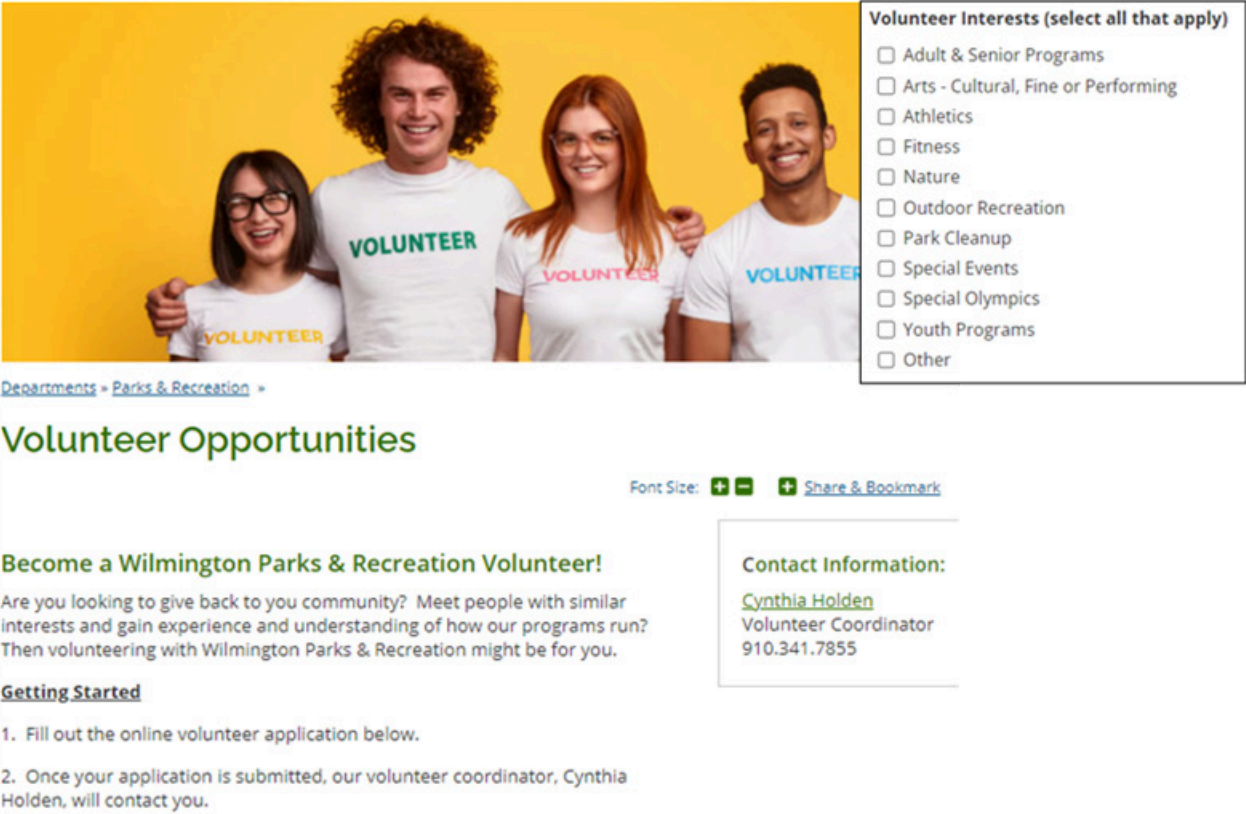 VOLUNTEER
VOLUNTEER
VOLUNTEER
VOLUNTEER
Volunteer Interests (select all that apply)
Adult & Senior Programs
Arts - Cultural, Fine or Performing
Athletics
Fitness
Nature
Outdoor Recreation
Park Cleanup
Special Events
Special Olympics
Youth Programs
Other
Departments » Parks & Recreation »
Volunteer Opportunities
Font Size: + - + Share & Bookmark
Become a Wilmington Parks & Recreation Volunteer!
Are you looking to give back to you community? Meet people with similar
interests and gain experience and understanding of how our programs run?
Then volunteering with Wilmington Parks & Recreation might be for you.
Getting Started
1. Fill out the online volunteer application below.
2. Once your application is submitted, our volunteer coordinator, Cynthia
Holden, will contact you.
Contact Information:
Cynthia Holden
Volunteer Coordinator
910.341.7855